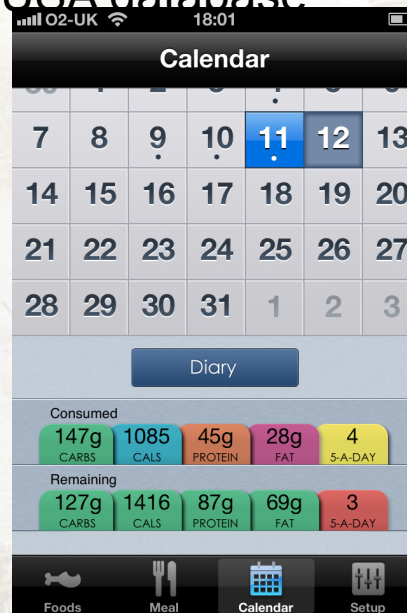 USA database
O2-UK 18:01
Calendar
7 8 9 10 11 12 13
14 15 16 17 18 19 20
21 22 23 24 25 26 27
28 29 30 31 1 2 3
Diary
Consumed
147g 1085 45g 28g 4
CARBS CALS PROTEIN FAT 5-A-DAY
Remaining
127g 1416 87g 69g 3
CARBS CALS PROTEIN FAT 5-A-DAY
Foods Meal Calendar Setup